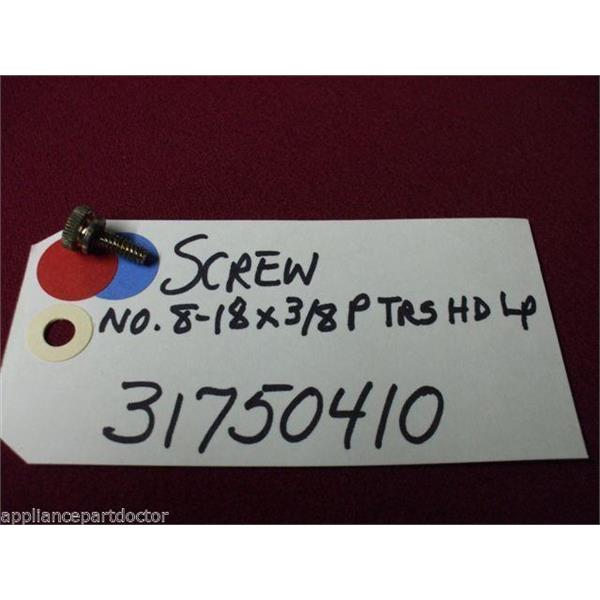 SCREW
NO. 8-18 x 3/8 P TRS HD LP
31750410
appliancepartdoctor